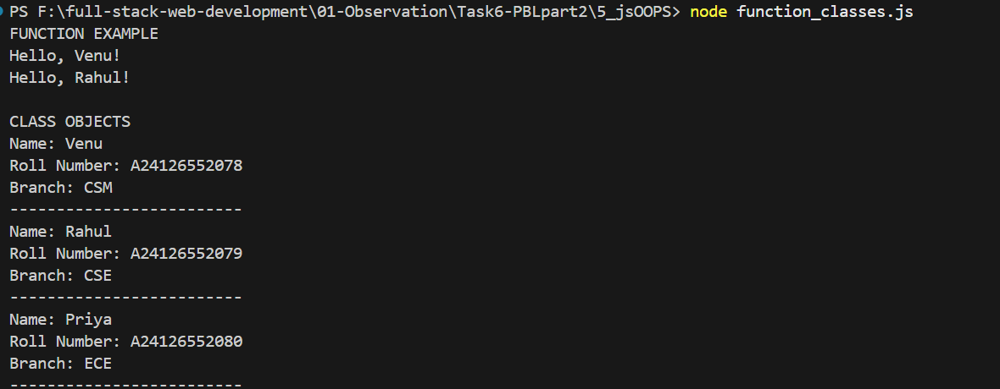 PS F:\full-stack-web-development\01-Observation\Task6-PBLpart2\5_jsOOPS> node function_classes.js
FUNCTION EXAMPLE
Hello, Venu!
Hello, Rahul!

CLASS OBJECTS
Name: Venu
Roll Number: A24126552078
Branch: CSM
-------------------------
Name: Rahul
Roll Number: A24126552079
Branch: CSE
-------------------------
Name: Priya
Roll Number: A24126552080
Branch: ECE
-------------------------